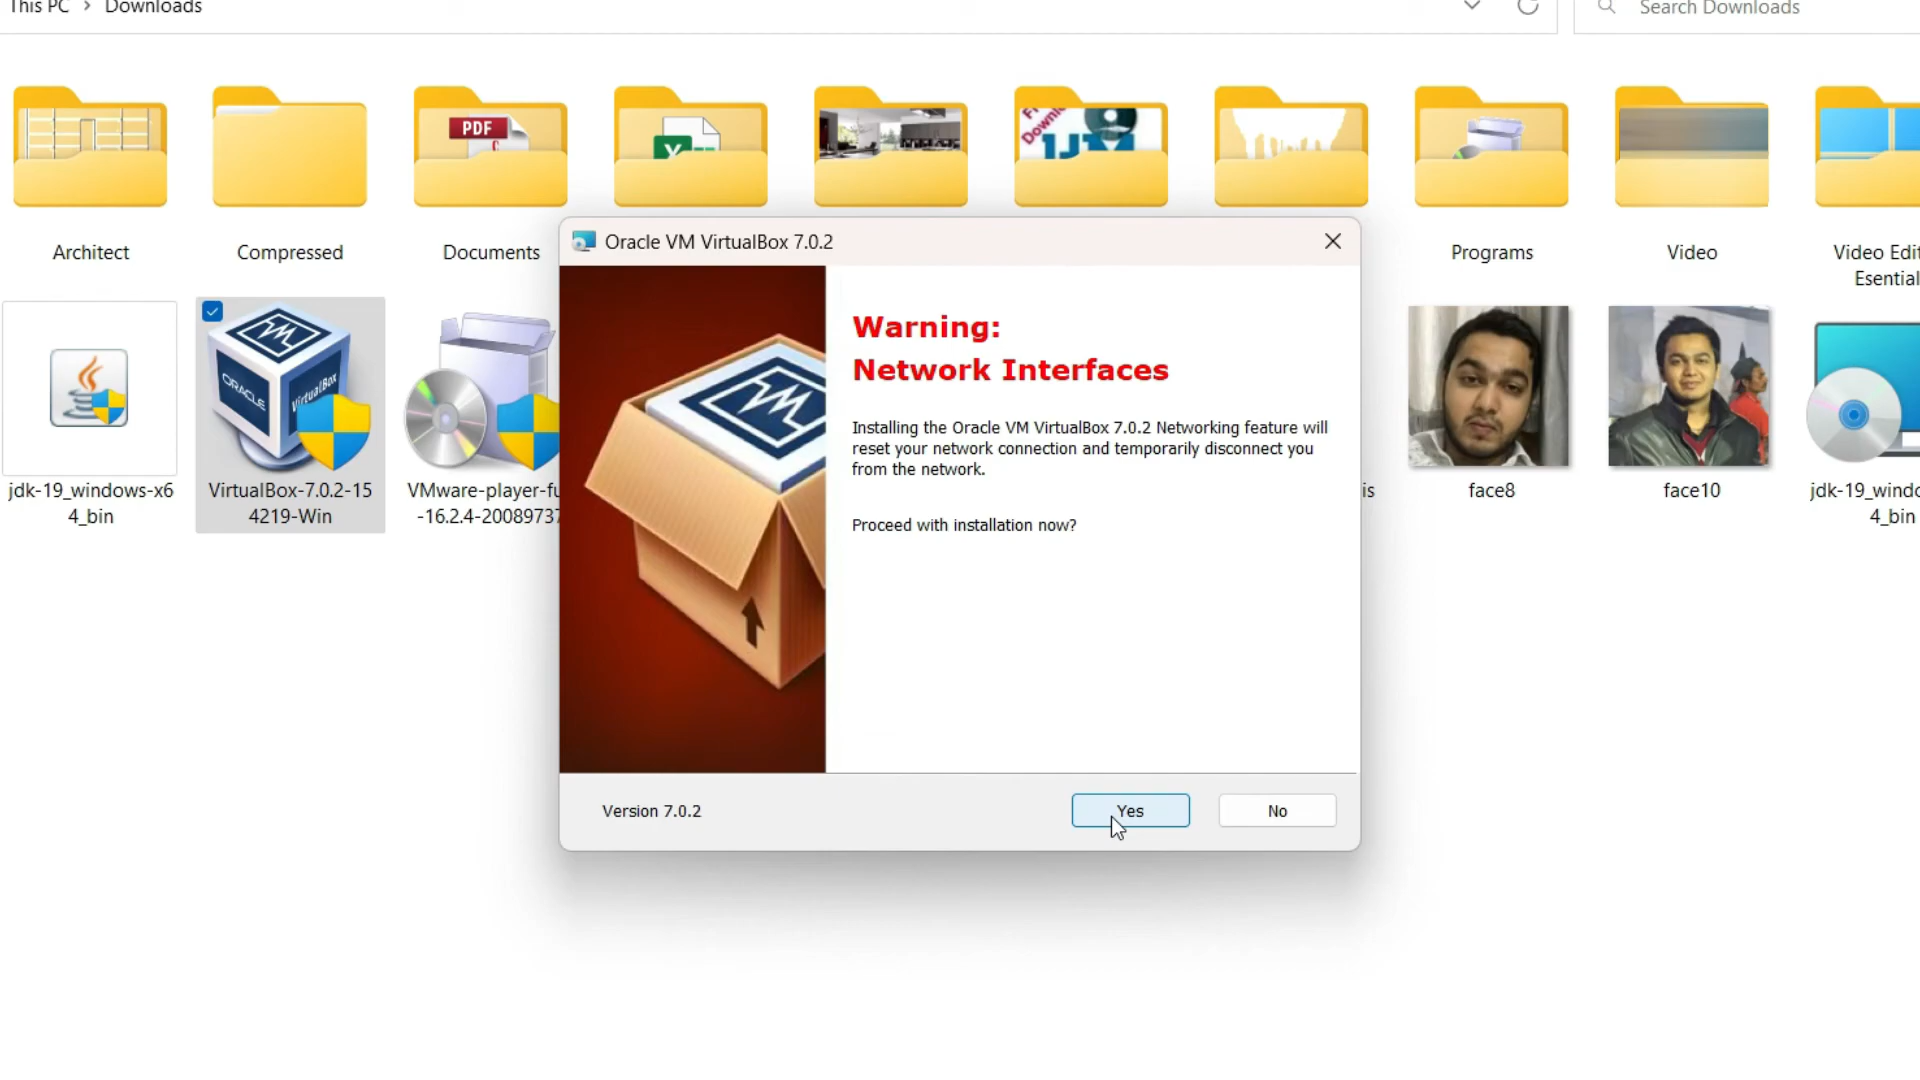 This PC > Downloads
Search Downloads
PDF
Architect
Compressed
Documents
Programs
Video
Video Edit
Esential
Oracle VM VirtualBox 7.0.2
Warning:
Network Interfaces
Installing the Oracle VM VirtualBox 7.0.2 Networking feature will
reset your network connection and temporarily disconnect you
from the network.
Proceed with installation now?
Version 7.0.2
Yes
No
ORACLE
VirtualBox
jdk-19_windows-x6
4_bin
VirtualBox-7.0.2-15
4219-Win
VMware-player-fu
-16.2.4-20089737
is
face8
face10
jdk-19_windo
4_bin